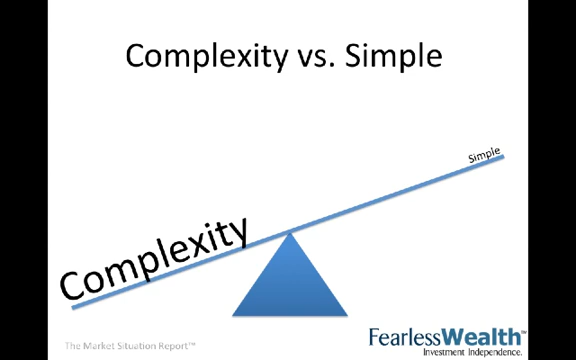 Complexity vs. Simple
Simple
Complexity
The Market Situation Report™
FearlessWealth™
Investment Independence.